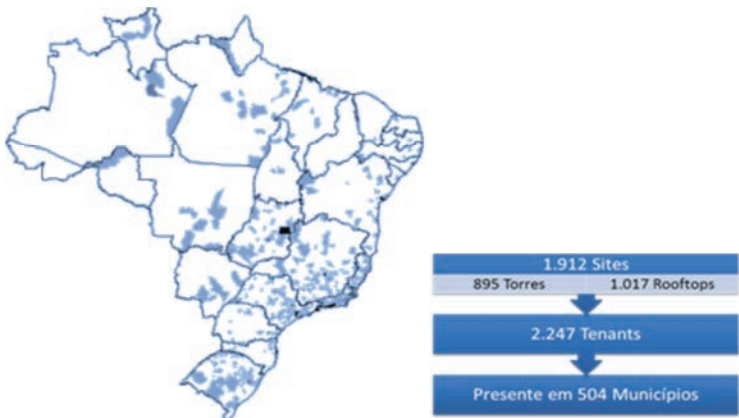 1.912 Sites
895 Torres 1.017 Rooftops
2.247 Tenants
Presente em 504 Municípios